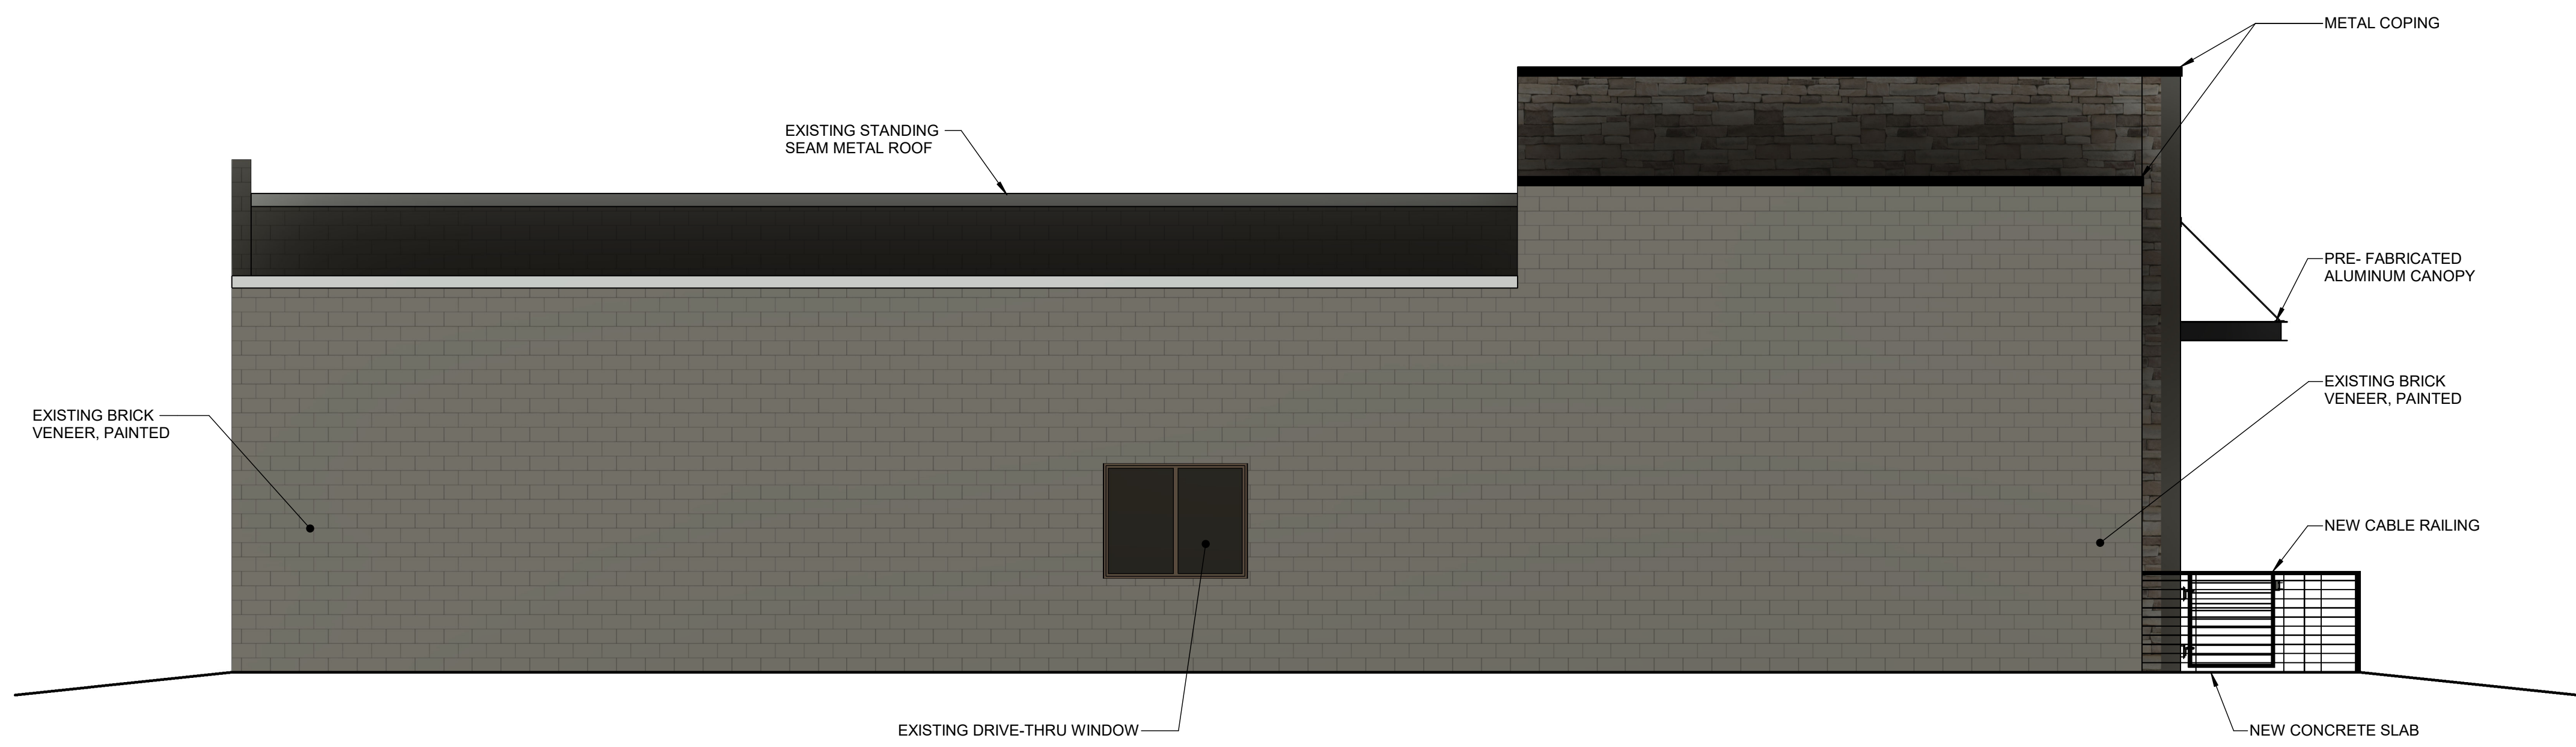 METAL COPING
EXISTING STANDING
SEAM METAL ROOF
PRE- FABRICATED
ALUMINUM CANOPY
EXISTING BRICK
VENEER, PAINTED
EXISTING BRICK
VENEER, PAINTED
NEW CABLE RAILING
EXISTING DRIVE-THRU WINDOW
NEW CONCRETE SLAB